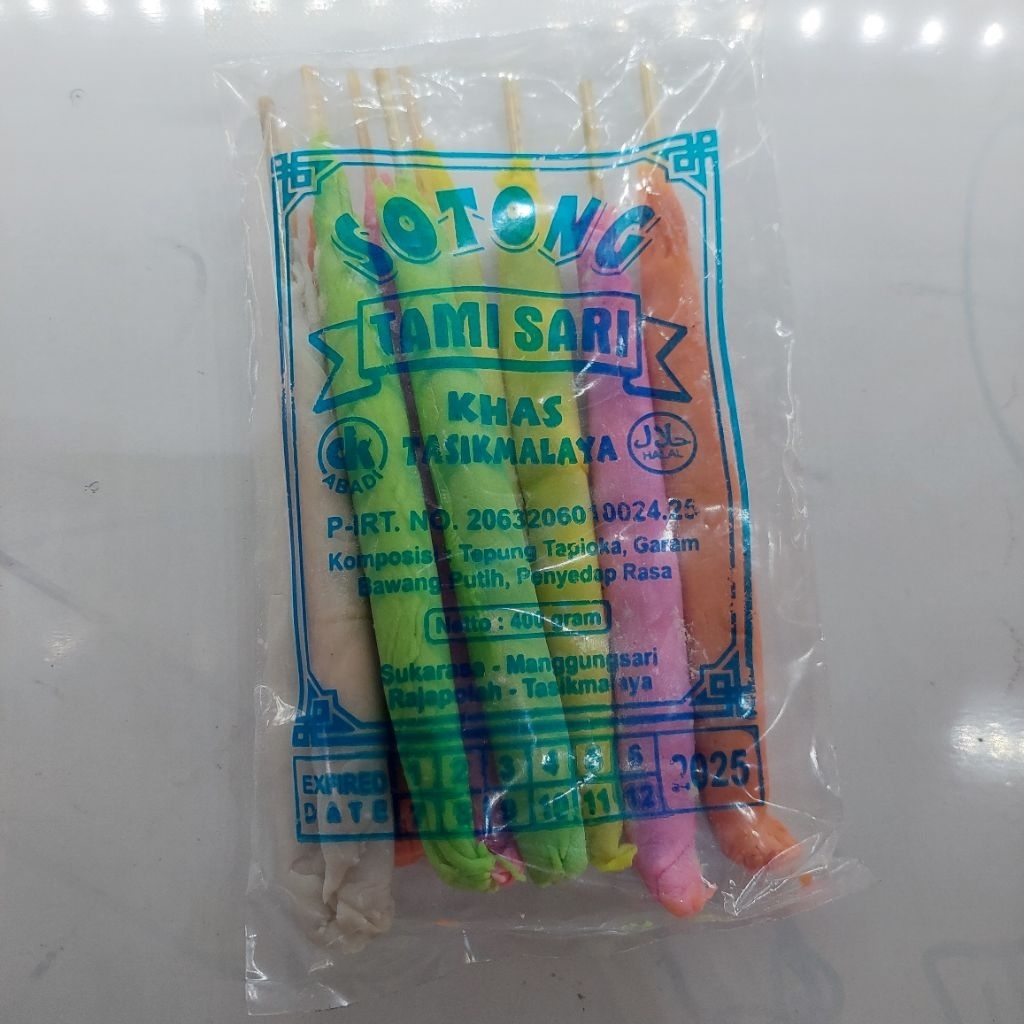 SOTONG
TAMI SARI
KHAS
TASIKMALAYA
ck
ABADI
حلال
HALAL
P-IRT. NO. 2063206010024.25
Komposisi - Tepung Tapioka, Garam
Bawang Putih, Penyedap Rasa
Netto : 400 gram
Sukarasa - Manggungsari
Rajapolah - Tasikmalaya
EXPIRED DATE
1 2 3 4 5 6
7 8 9 10 11 12
2025